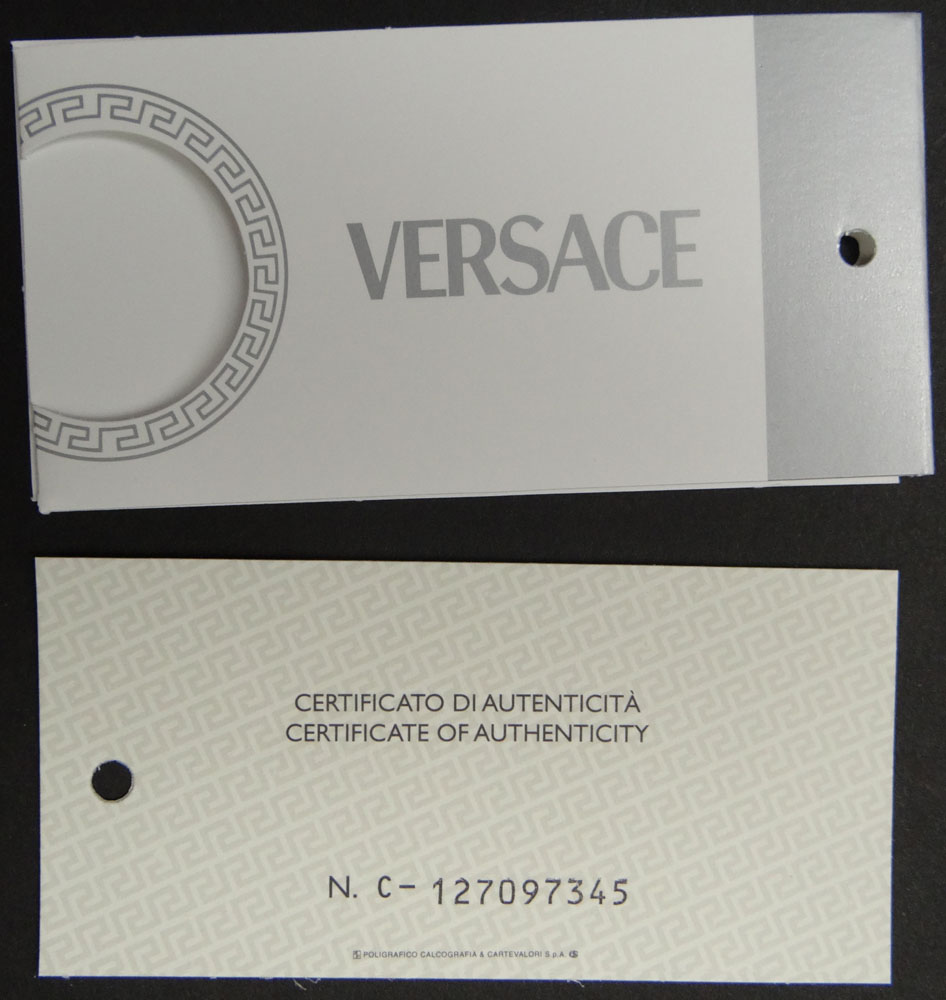 VERSACE
CERTIFICATO DI AUTENTICITÀ
CERTIFICATE OF AUTHENTICITY
N. C- 127097345
POLIGRAFICO CALCOGRAFIA & CARTEVALORI S.p.A.